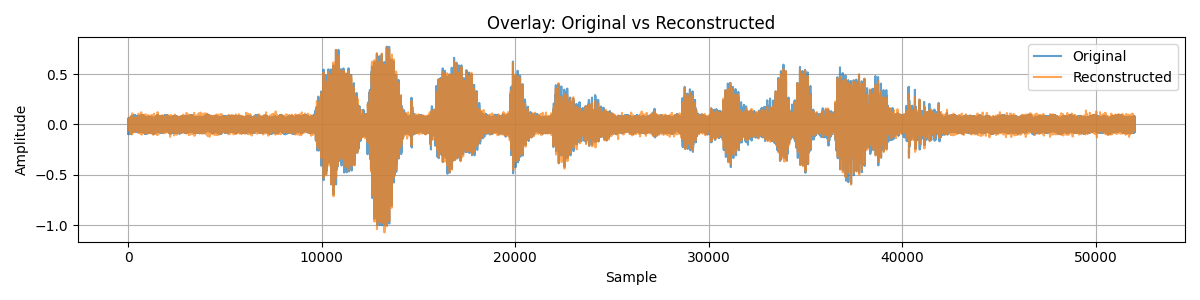 Overlay: Original vs Reconstructed
Original
Reconstructed
Amplitude
0.5
0.0
−0.5
−1.0
0
10000
20000
30000
40000
50000
Sample